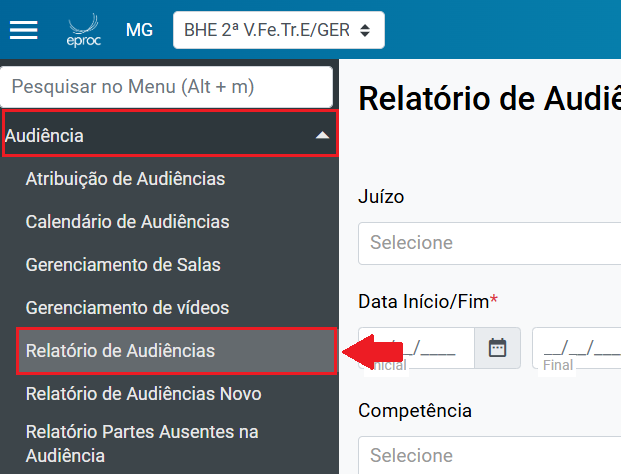 eproc
MG
BHE 2ª V.Fe.Tr.E/GER
Pesquisar no Menu (Alt + m)
Audiência
Atribuição de Audiências
Calendário de Audiências
Gerenciamento de Salas
Gerenciamento de vídeos
Relatório de Audiências
Relatório de Audiências Novo
Relatório Partes Ausentes na
Audiência
Relatório de Audiê
Juízo
Selecione
Data Início/Fim*
__/__/____
Inicial
__/__/___
Final
Competência
Selecione